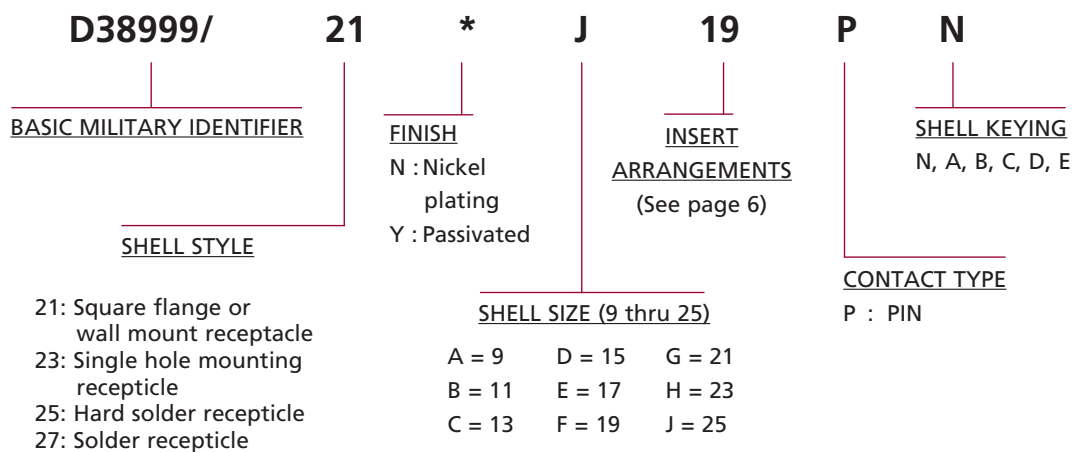 D38999/ 21 * J 19 P N
BASIC MILITARY IDENTIFIER
SHELL STYLE
21: Square flange or
wall mount receptacle
23: Single hole mounting
recepticle
25: Hard solder recepticle
27: Solder recepticle
FINISH
N : Nickel
plating
Y : Passivated
SHELL SIZE (9 thru 25)
A = 9 D = 15 G = 21
B = 11 E = 17 H = 23
C = 13 F = 19 J = 25
INSERT
ARRANGEMENTS
(See page 6)
CONTACT TYPE
P : PIN
SHELL KEYING
N, A, B, C, D, E